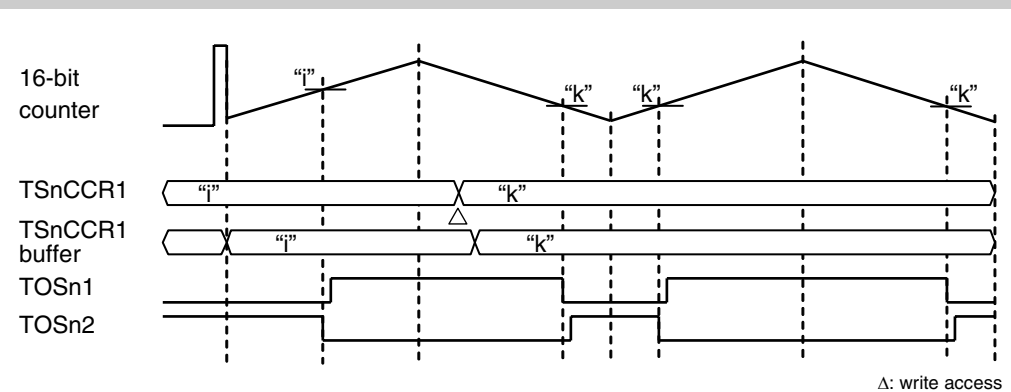 16-bit
counter
“i”
“k”
“k”
“k”
TSnCCR1
“i”
“k”
TSnCCR1
buffer
“i”
“k”
TOSn1
TOSn2
Δ: write access